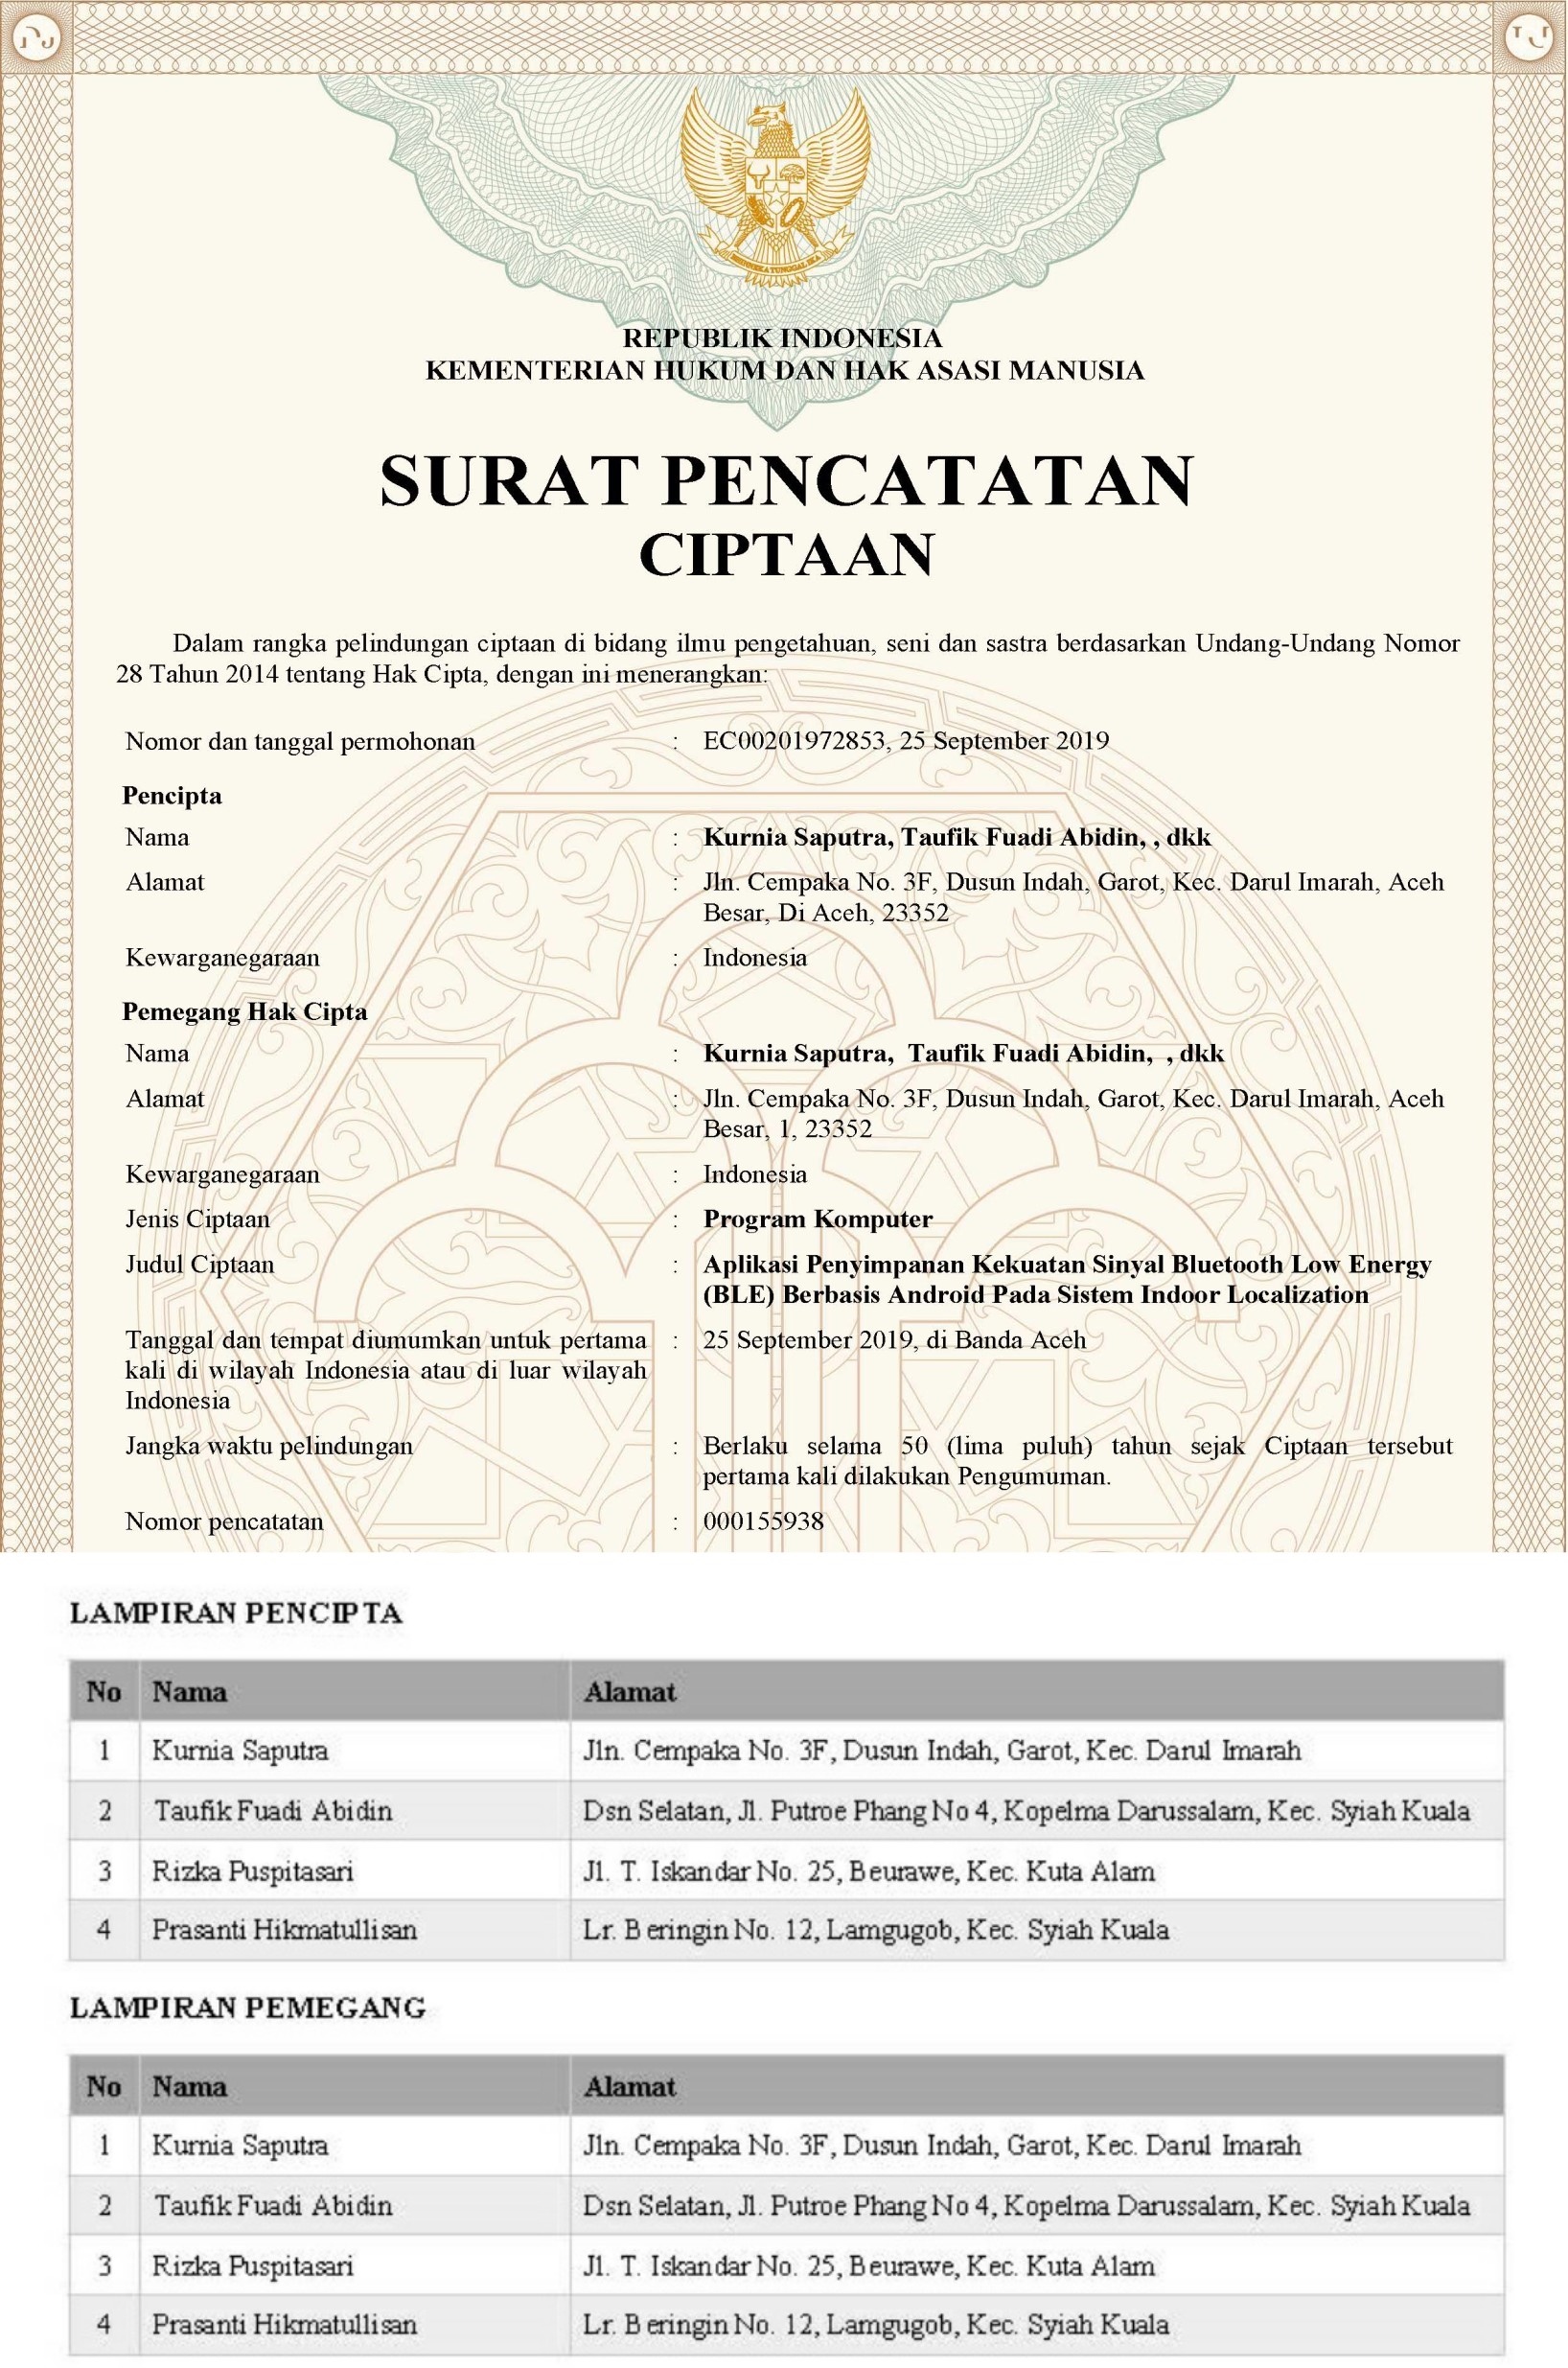 BHINNEKA TUNGGAL IKA
REPUBLIK INDONESIA
KEMENTERIAN HUKUM DAN HAK ASASI MANUSIA
SURAT PENCATATAN
CIPTAAN
Dalam rangka pelindungan ciptaan di bidang ilmu pengetahuan, seni dan sastra berdasarkan Undang-Undang Nomor
28 Tahun 2014 tentang Hak Cipta, dengan ini menerangkan:
Nomor dan tanggal permohonan : EC00201972853, 25 September 2019
Pencipta
Nama : Kurnia Saputra, Taufik Fuadi Abidin, , dkk
Alamat : Jln. Cempaka No. 3F, Dusun Indah, Garot, Kec. Darul Imarah, Aceh
Besar, Di Aceh, 23352
Kewarganegaraan : Indonesia
Pemegang Hak Cipta
Nama : Kurnia Saputra, Taufik Fuadi Abidin, , dkk
Alamat : Jln. Cempaka No. 3F, Dusun Indah, Garot, Kec. Darul Imarah, Aceh
Besar, 1, 23352
Kewarganegaraan : Indonesia
Jenis Ciptaan : Program Komputer
Judul Ciptaan : Aplikasi Penyimpanan Kekuatan Sinyal Bluetooth Low Energy
(BLE) Berbasis Android Pada Sistem Indoor Localization
Tanggal dan tempat diumumkan untuk pertama : 25 September 2019, di Banda Aceh
kali di wilayah Indonesia atau di luar wilayah
Indonesia
Jangka waktu pelindungan : Berlaku selama 50 (lima puluh) tahun sejak Ciptaan tersebut
pertama kali dilakukan Pengumuman.
Nomor pencatatan : 000155938
LAMPIRAN PENCIPTA
No Nama Alamat
1 Kurnia Saputra Jln. Cempaka No. 3F, Dusun Indah, Garot, Kec. Darul Imarah
2 Taufik Fuadi Abidin Dsn Selatan, Jl. Putroe Phang No 4, Kopelma Darussalam, Kec. Syiah Kuala
3 Rizka Puspitasari Jl. T. Iskandar No. 25, Beurawe, Kec. Kuta Alam
4 Prasanti Hikmatullisan Lr. Beringin No. 12, Lamgugob, Kec. Syiah Kuala
LAMPIRAN PEMEGANG
No Nama Alamat
1 Kurnia Saputra Jln. Cempaka No. 3F, Dusun Indah, Garot, Kec. Darul Imarah
2 Taufik Fuadi Abidin Dsn Selatan, Jl. Putroe Phang No 4, Kopelma Darussalam, Kec. Syiah Kuala
3 Rizka Puspitasari Jl. T. Iskandar No. 25, Beurawe, Kec. Kuta Alam
4 Prasanti Hikmatullisan Lr. Beringin No. 12, Lamgugob, Kec. Syiah Kuala